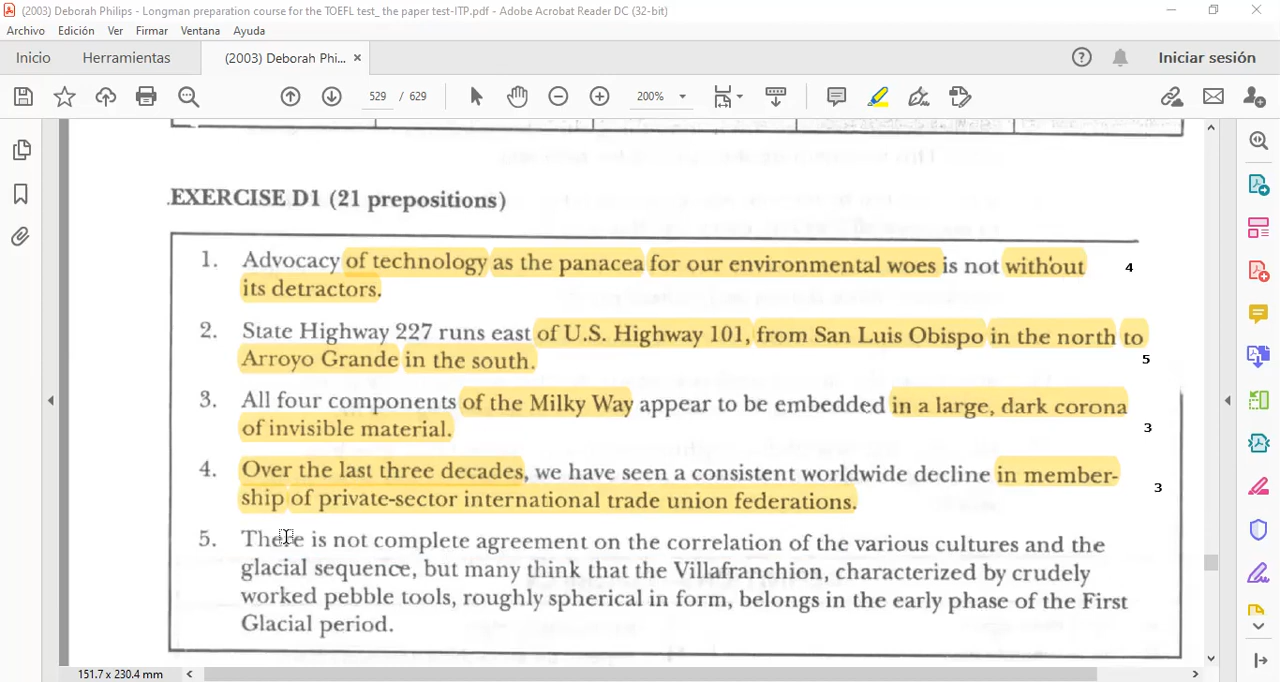 (2003) Deborah Philips - Longman preparation course for the TOEFL test_ the paper test-ITP.pdf - Adobe Acrobat Reader DC (32-bit)
Archivo Edición Ver Firmar Ventana Ayuda
Inicio Herramientas (2003) Deborah Phi... × Iniciar sesión
529 / 629 200%
EXERCISE D1 (21 prepositions)
1. Advocacy of technology as the panacea for our environmental woes is not without 4
its detractors.
2. State Highway 227 runs east of U.S. Highway 101, from San Luis Obispo in the north to
Arroyo Grande in the south. 5
3. All four components of the Milky Way appear to be embedded in a large, dark corona
of invisible material. 3
4. Over the last three decades, we have seen a consistent worldwide decline in member-
ship of private-sector international trade union federations. 3
5. There is not complete agreement on the correlation of the various cultures and the
glacial sequence, but many think that the Villafranchion, characterized by crudely
worked pebble tools, roughly spherical in form, belongs in the early phase of the First
Glacial period.
151.7 x 230.4 mm